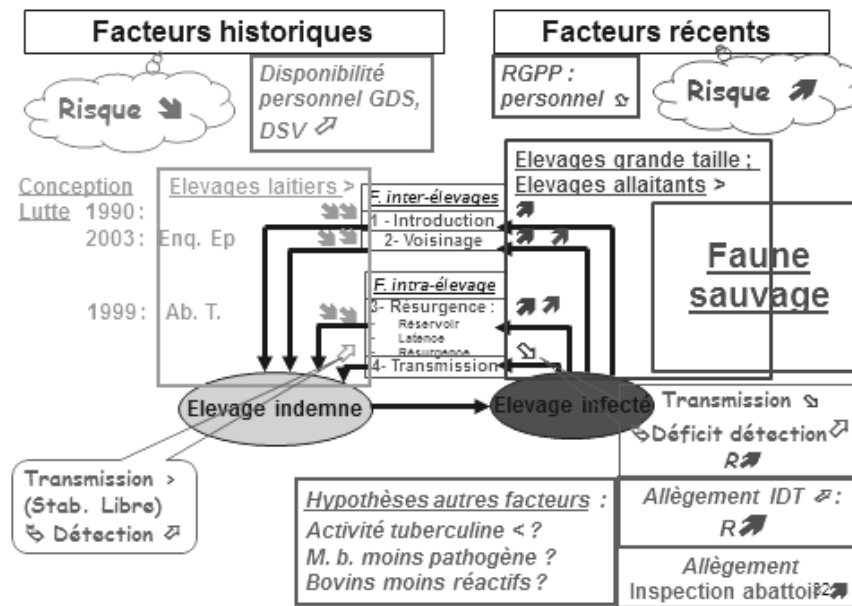 Facteurs historiques
Facteurs récents
Risque
Disponibilité
personnel GDS,
DSV
RGPP :
personnel
Risque
Elevages grande taille ;
Elevages allaitants >
Conception
Lutte 1990 :
2003 : Enq. Ep
1999 : Ab. T.
Elevages laitiers >
F. inter-élevages
1 - Introduction
2- Voisinage
F. intra-élevage
3- Résurgence :
- Réservoir
- Latence
- Résurgence
4- Transmission
Faune
sauvage
Elevage indemne
Elevage infecté
Transmission >
(Stab. Libre)
Détection
Transmission
Déficit détection
R
Hypothèses autres facteurs :
Activité tuberculine < ?
M. b. moins pathogène ?
Bovins moins réactifs ?
Allègement IDT :
R
Allègement
Inspection abattoir